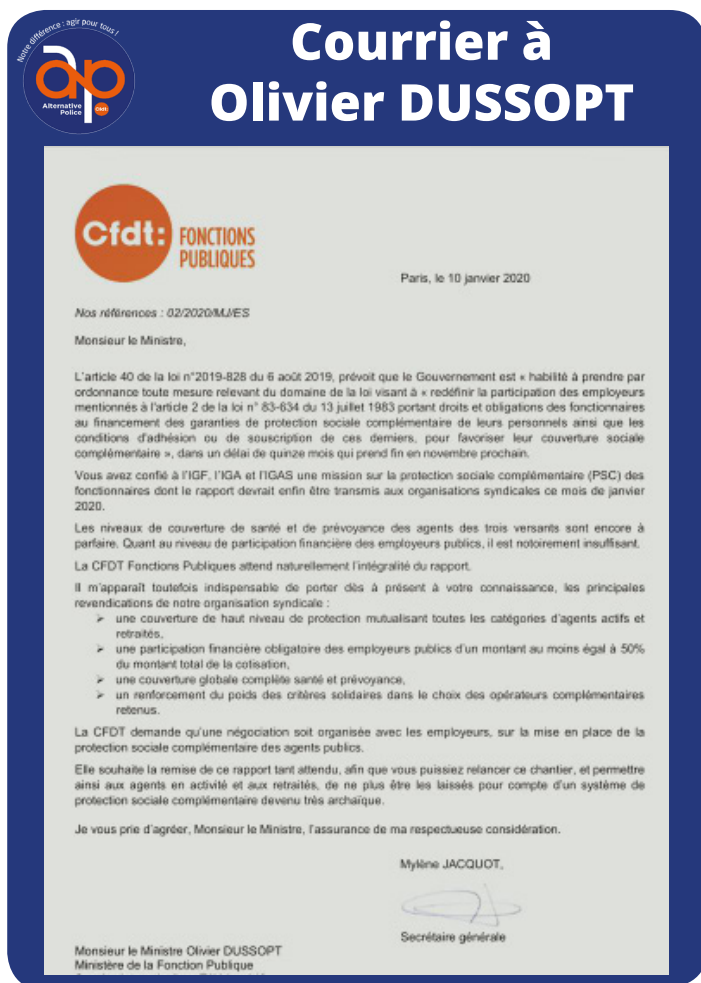 Notre différence : agir pour tous !
ap
Alternative
Police
Cfdt:
Courrier à
Olivier DUSSOPT
Cfdt: FONCTIONS
PUBLIQUES
Paris, le 10 janvier 2020
Nos références : 02/2020/MJ/ES
Monsieur le Ministre,
L'article 40 de la loi n°2019-828 du 6 août 2019, prévoit que le Gouvernement est « habilité à prendre par
ordonnance toute mesure relevant du domaine de la loi visant à « redéfinir la participation des employeurs
mentionnés à l'article 2 de la loi n° 83-634 du 13 juillet 1983 portant droits et obligations des fonctionnaires
au financement des garanties de protection sociale complémentaire de leurs personnels ainsi que les
conditions d'adhésion ou de souscription de ces derniers, pour favoriser leur couverture sociale
complémentaire », dans un délai de quinze mois qui prend fin en novembre prochain.
Vous avez confié à l'IGF, l'IGA et l'IGAS une mission sur la protection sociale complémentaire (PSC) des
fonctionnaires dont le rapport devrait enfin être transmis aux organisations syndicales ce mois de janvier
2020.
Les niveaux de couverture de santé et de prévoyance des agents des trois versants sont encore à
parfaire. Quant au niveau de participation financière des employeurs publics, il est notoirement insuffisant.
La CFDT Fonctions Publiques attend naturellement l'intégralité du rapport.
Il m'apparaît toutefois indispensable de porter dès à présent à votre connaissance, les principales
revendications de notre organisation syndicale :
➢ une couverture de haut niveau de protection mutualisant toutes les catégories d'agents actifs et
retraités,
➢ une participation financière obligatoire des employeurs publics d'un montant au moins égal à 50%
du montant total de la cotisation,
➢ une couverture globale complète santé et prévoyance,
➢ un renforcement du poids des critères solidaires dans le choix des opérateurs complémentaires
retenus.
La CFDT demande qu'une négociation soit organisée avec les employeurs, sur la mise en place de la
protection sociale complémentaire des agents publics.
Elle souhaite la remise de ce rapport tant attendu, afin que vous puissiez relancer ce chantier, et permettre
ainsi aux agents en activité et aux retraités, de ne plus être les laissés pour compte d'un système de
protection sociale complémentaire devenu très archaïque.
Je vous prie d'agréer, Monsieur le Ministre, l'assurance de ma respectueuse considération.
Mylène JACQUOT,
Secrétaire générale
Monsieur le Ministre Olivier DUSSOPT
Ministère de la Fonction Publique